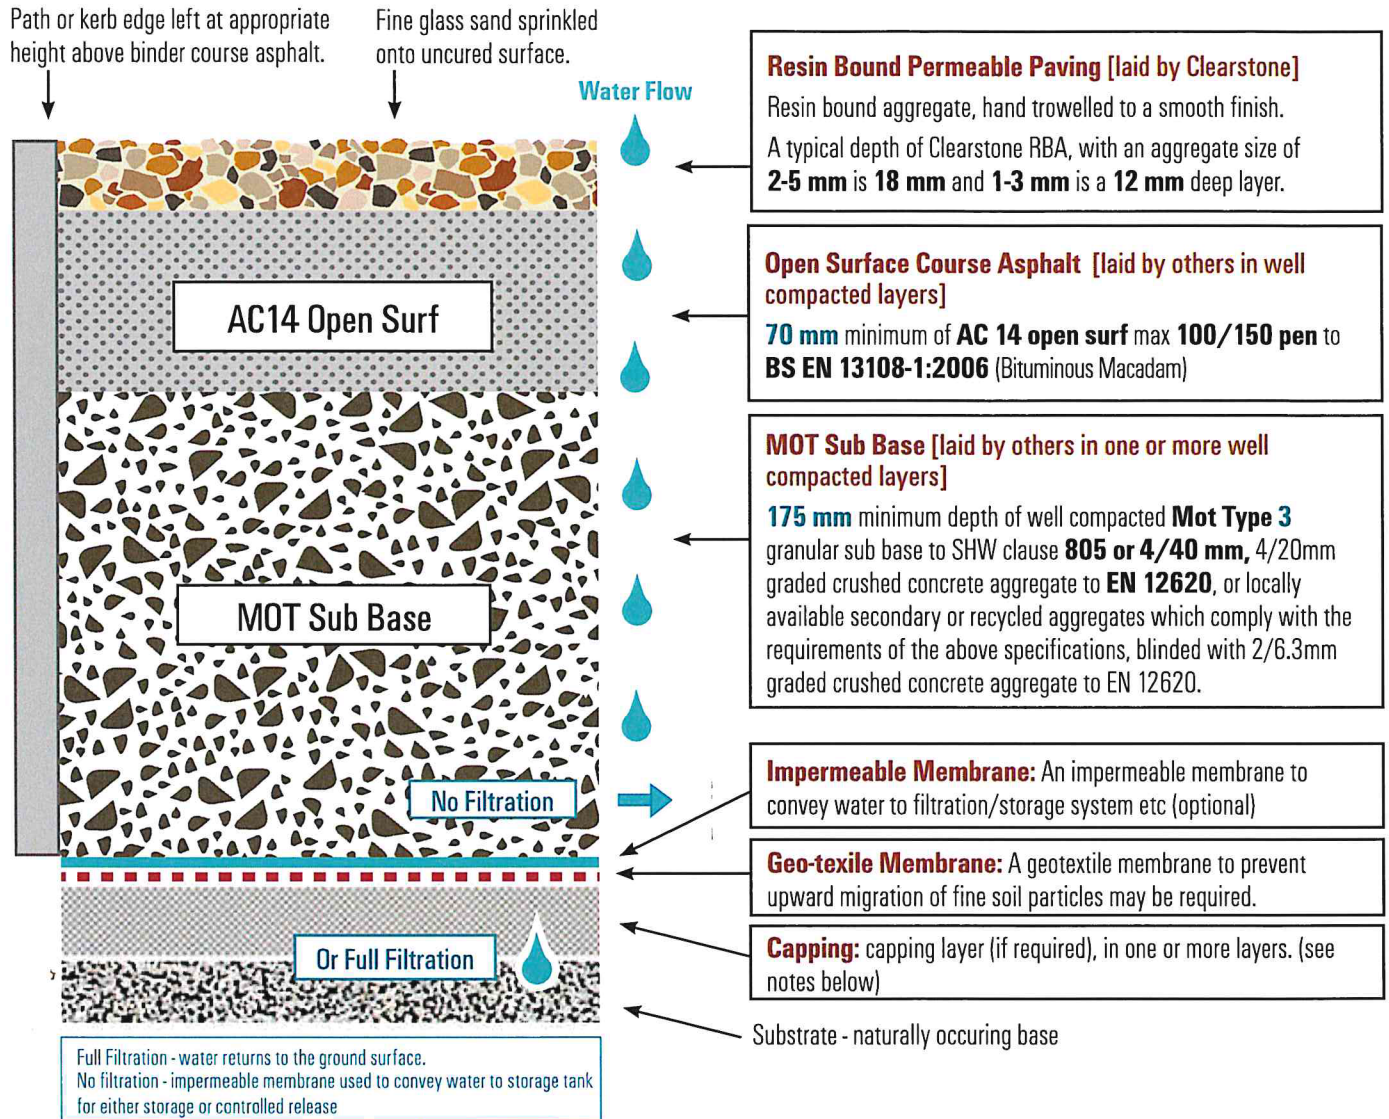 Path or kerb edge left at appropriate
height above binder course asphalt.
Fine glass sand sprinkled
onto uncured surface.
Water Flow
Resin Bound Permeable Paving [laid by Clearstone]
Resin bound aggregate, hand trowelled to a smooth finish.
A typical depth of Clearstone RBA, with an aggregate size of
2-5 mm is 18 mm and 1-3 mm is a 12 mm deep layer.
Open Surface Course Asphalt [laid by others in well
compacted layers]
70 mm minimum of AC 14 open surf max 100/150 pen to
BS EN 13108-1:2006 (Bituminous Macadam)
AC14 Open Surf
MOT Sub Base [laid by others in one or more well
compacted layers]
175 mm minimum depth of well compacted Mot Type 3
granular sub base to SHW clause 805 or 4/40 mm, 4/20mm
graded crushed concrete aggregate to EN 12620, or locally
available secondary or recycled aggregates which comply with the
requirements of the above specifications, blinded with 2/6.3mm
graded crushed concrete aggregate to EN 12620.
MOT Sub Base
No Filtration
Impermeable Membrane: An impermeable membrane to
convey water to filtration/storage system etc (optional)
Geo-texile Membrane: A geotextile membrane to prevent
upward migration of fine soil particles may be required.
Capping: capping layer (if required), in one or more layers. (see
notes below)
Or Full Filtration
Substrate - naturally occuring base
Full Filtration - water returns to the ground surface.
No filtration - impermeable membrane used to convey water to storage tank
for either storage or controlled release